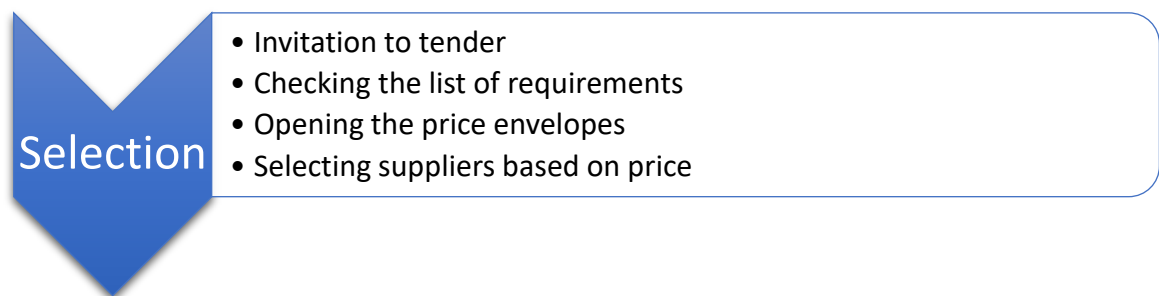 Selection
• Invitation to tender
• Checking the list of requirements
• Opening the price envelopes
• Selecting suppliers based on price